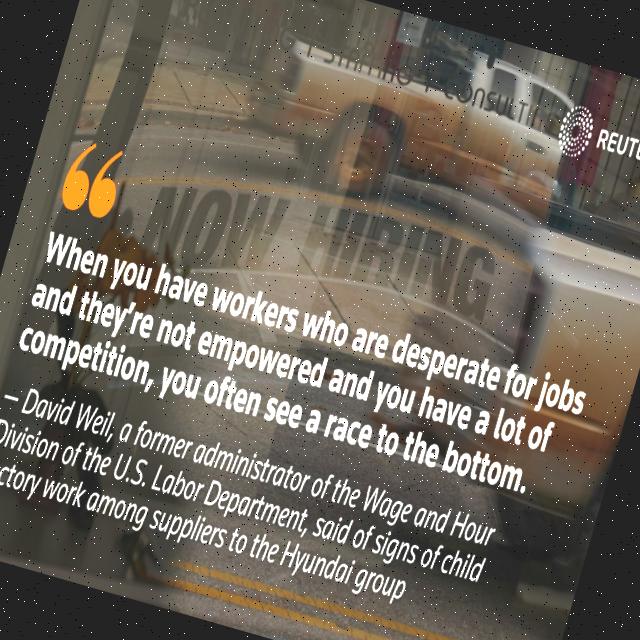 STAFFING + CONSULTI
REUTE
NOW HIRING
“
When you have workers who are desperate for jobs
and they're not empowered and you have a lot of
competition, you often see a race to the bottom.
— David Weil, a former administrator of the Wage and Hour
Division of the U.S. Labor Department, said of signs of child
ctory work among suppliers to the Hyundai group